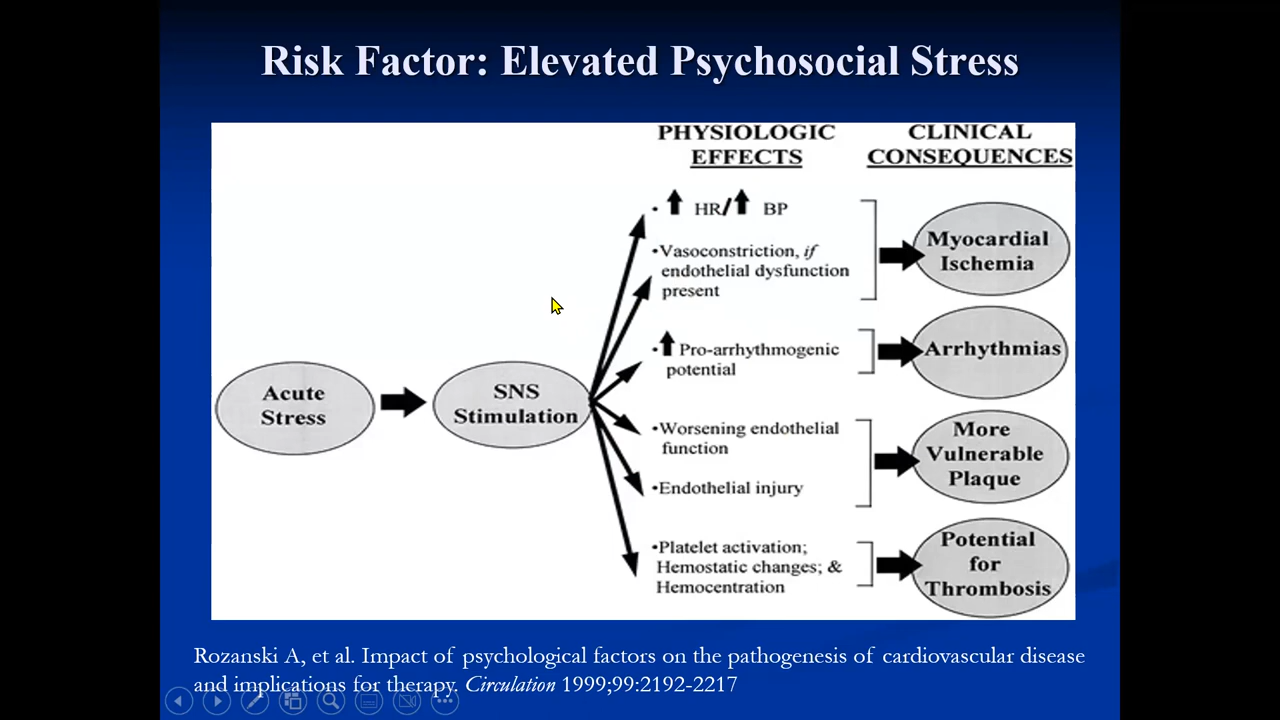 Risk Factor: Elevated Psychosocial Stress
PHYSIOLOGIC
EFFECTS
CLINICAL
CONSEQUENCES
• HR/ BP
•Vasoconstriction, if
endothelial dysfunction
present
Myocardial
Ischemia
• Pro-arrhythmogenic
potential
Arrhythmias
Acute
Stress
SNS
Stimulation
•Worsening endothelial
function
•Endothelial injury
More
Vulnerable
Plaque
•Platelet activation;
Hemostatic changes; &
Hemocentration
Potential
for
Thrombosis
Rozanski A, et al. Impact of psychological factors on the pathogenesis of cardiovascular disease
and implications for therapy. Circulation 1999;99:2192-2217